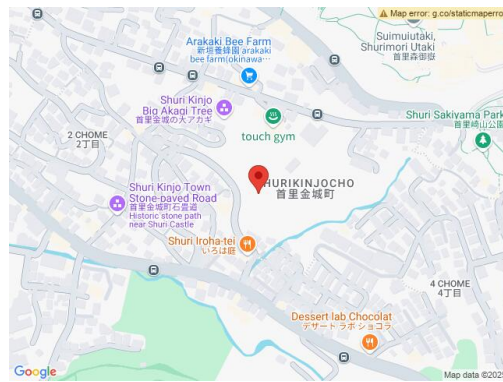 Map error: g.co/staticmaperro
Suimuiutaki,
Shurimori Utaki
首里森御嶽
Arakaki Bee Farm
新垣養蜂園 arakaki
bee farm(okinawa…
Shuri Kinjo
Big Akagi Tree
首里金城の大アカギ
touch gym
Shuri Sakiyama Park
首里崎山公園
2 CHOME
2丁目
SHURIKINJOCHO
首里金城町
Shuri Kinjo Town
Stone-paved Road
首里金城町石畳道
Historic stone path
near Shuri Castle
Shuri Iroha-tei
いろは庭
4 CHOME
4丁目
Dessert lab Chocolat
デザート ラボ ショコラ
Google
Map data ©2025